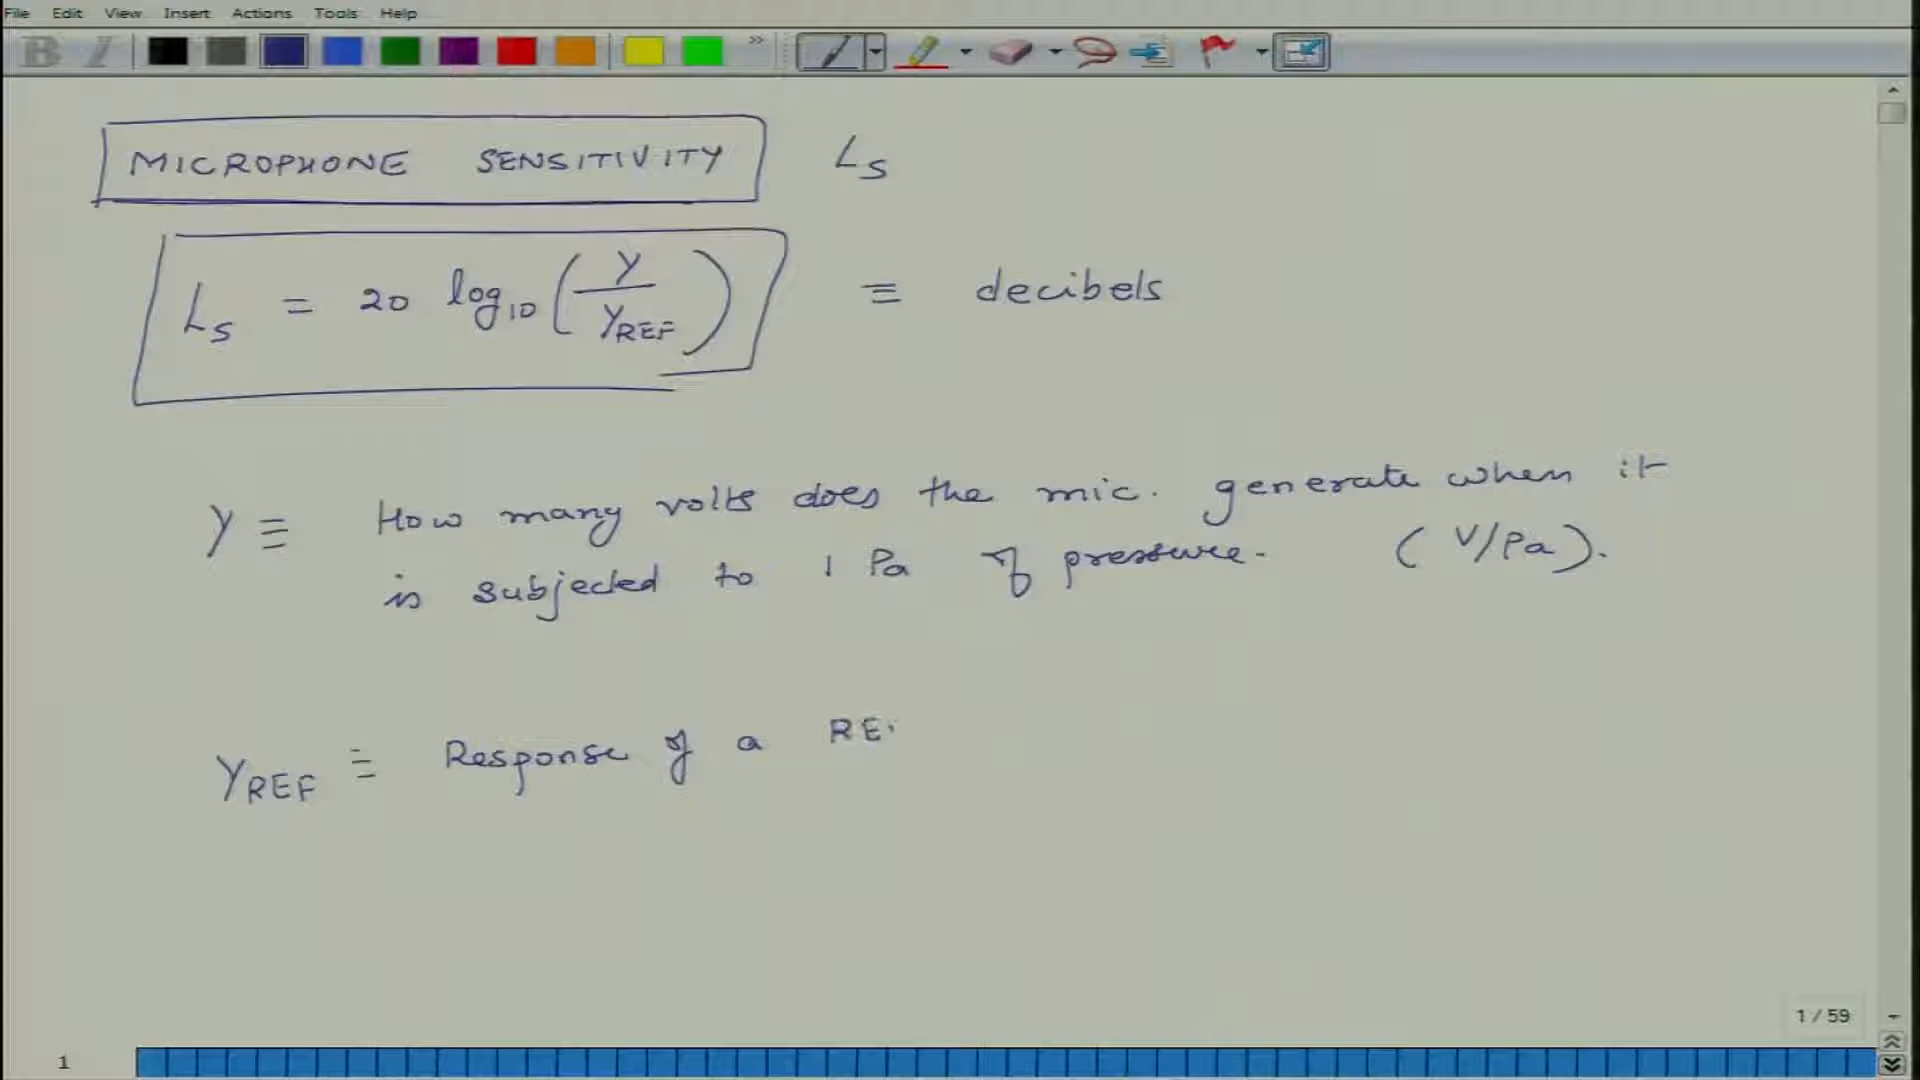 File Edit View Insert Actions Tools Help
B I
MICROPHONE SENSITIVITY Ls
Ls = 20 log10 (Y/YREF) ≡ decibels
Y ≡ How many volts does the mic. generate when it
is subjected to 1 Pa of pressure. (V/Pa).
YREF ≡ Response of a RE
1 / 59
1